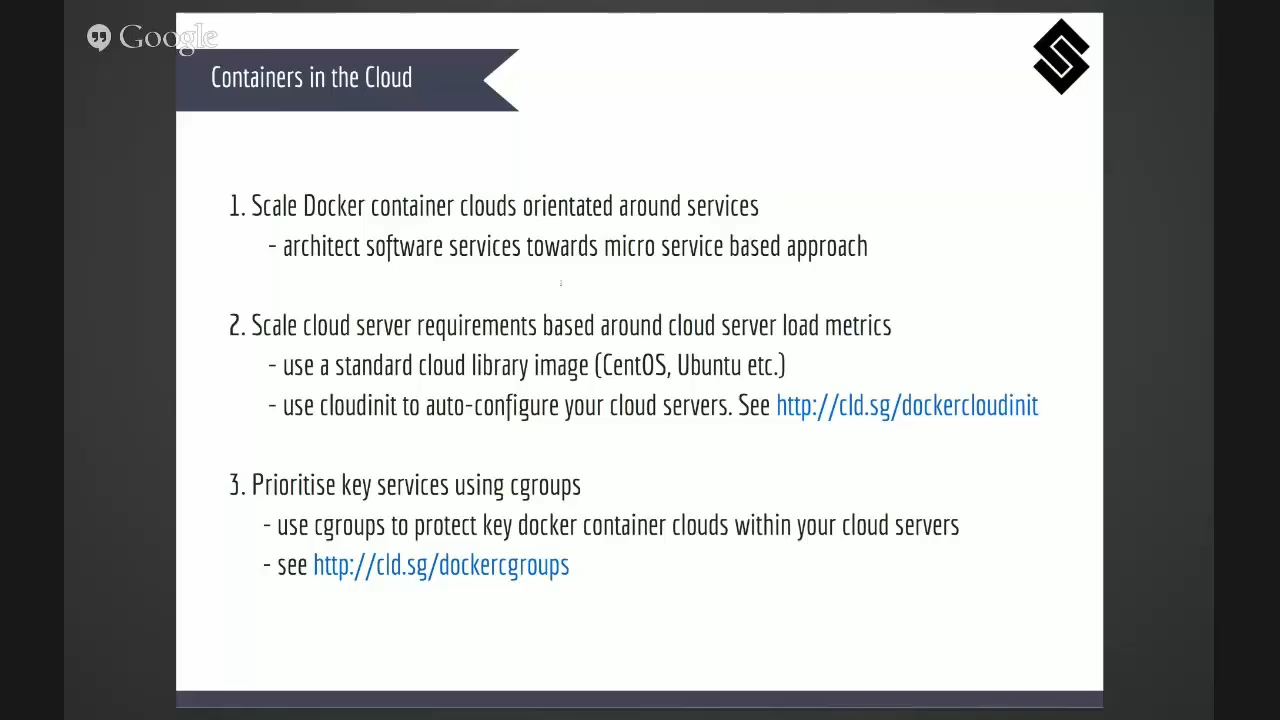 Google
Containers in the Cloud
1. Scale Docker container clouds orientated around services
- architect software services towards micro service based approach
2. Scale cloud server requirements based around cloud server load metrics
- use a standard cloud library image (CentOS, Ubuntu etc.)
- use cloudinit to auto-configure your cloud servers. See http://cld.sg/dockercloudinit
3. Prioritise key services using cgroups
- use cgroups to protect key docker container clouds within your cloud servers
- see http://cld.sg/dockercgroups